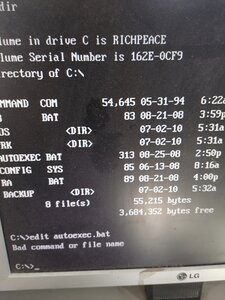 dir
lume in drive C is RICHPEACE
lume Serial Number is 162E-0CF9
rectory of C:\
OMMAND COM 54,645 05-31-94 6:22a
B BAT 83 08-21-08 3:59p
OS <DIR> 07-02-10 5:31a
RK <DIR> 07-02-10 5:31a
AUTOEXEC BAT 313 08-25-08 2:50p
CONFIG SYS 85 06-13-08 8:16a
RA BAT 89 08-21-08 4:00p
BACKUP <DIR> 07-02-10 5:32a
8 file(s) 55,215 bytes
3,604,352 bytes free
C:\>edit autoexec.bat
Bad command or file name
C:\>_
LG